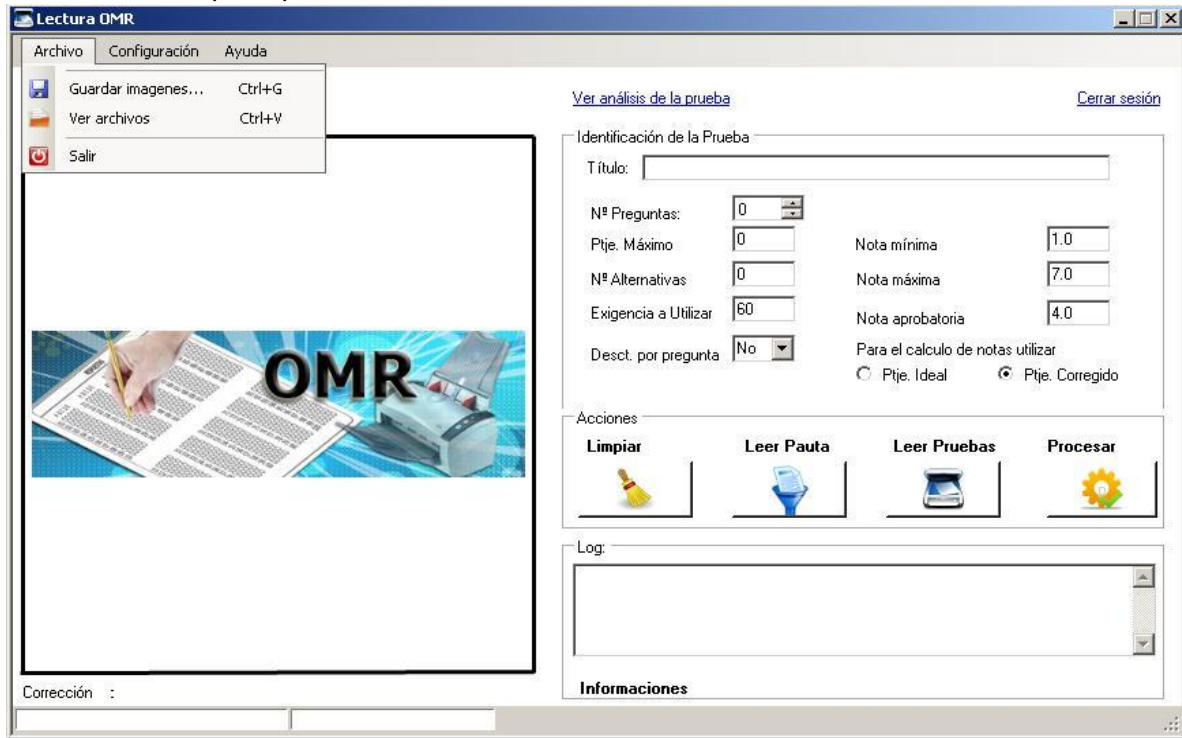 Lectura OMR
Archivo Configuración Ayuda
Guardar imagenes... Ctrl+G
Ver archivos Ctrl+V
Salir
Ver análisis de la prueba Cerrar sesión
Identificación de la Prueba
Título:
Nº Preguntas: 0
Ptje. Máximo 0 Nota mínima 1.0
Nº Alternativas 0 Nota máxima 7.0
Exigencia a Utilizar 60 Nota aprobatoria 4.0
Desct. por pregunta No Para el calculo de notas utilizar
Ptje. Ideal Ptje. Corregido
OMR
Acciones
Limpiar Leer Pauta Leer Pruebas Procesar
Log:
Informaciones
Corrección :